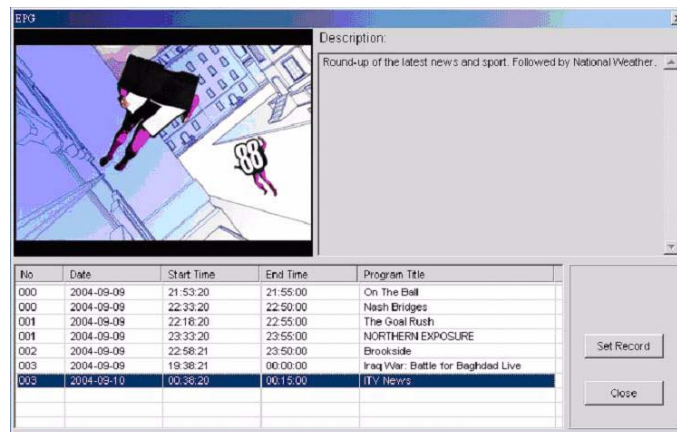 EPG
88
Description:
Round-up of the latest news and sport. Followed by National Weather.
No Date Start Time End Time Program Title
000 2004-09-09 21:53:20 21:55:00 On The Ball
000 2004-09-09 22:33:20 22:50:00 Nash Bridges
001 2004-09-09 22:18:20 22:55:00 The Goal Rush
001 2004-09-09 23:33:20 23:55:00 NORTHERN EXPOSURE
002 2004-09-09 22:58:21 23:50:00 Brookside
003 2004-09-09 19:38:21 00:00:00 Iraq War: Battle for Baghdad Live
003 2004-09-10 00:38:20 00:15:00 ITV News
Set Record
Close